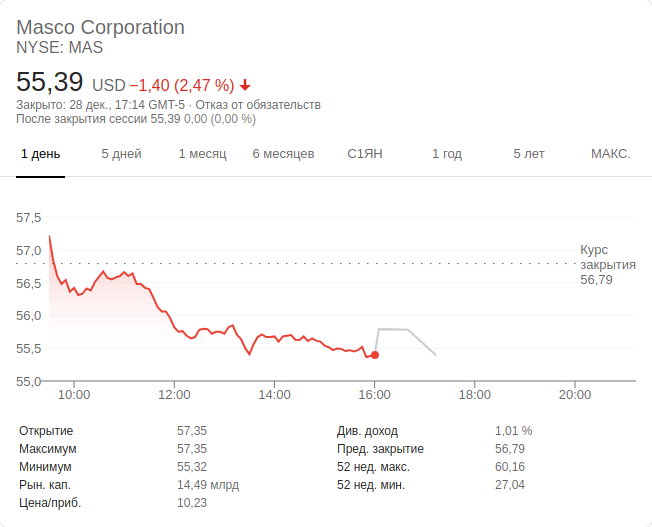 Masco Corporation
NYSE: MAS
55,39 USD −1,40 (2,47 %)
Закрыто: 28 дек., 17:14 GMT-5 · Отказ от обязательств
После закрытия сессии 55,39 0,00 (0,00 %)
1 день 5 дней 1 месяц 6 месяцев С1ЯН 1 год 5 лет МАКС.
57,5
57,0
56,5
56,0
55,5
55,0
Курс
закрытия
56,79
10:00 12:00 14:00 16:00 18:00 20:00
Открытие 57,35 Див. доход 1,01 %
Максимум 57,35 Пред. закрытие 56,79
Минимум 55,32 52 нед. макс. 60,16
Рын. кап. 14,49 млрд 52 нед. мин. 27,04
Цена/приб. 10,23